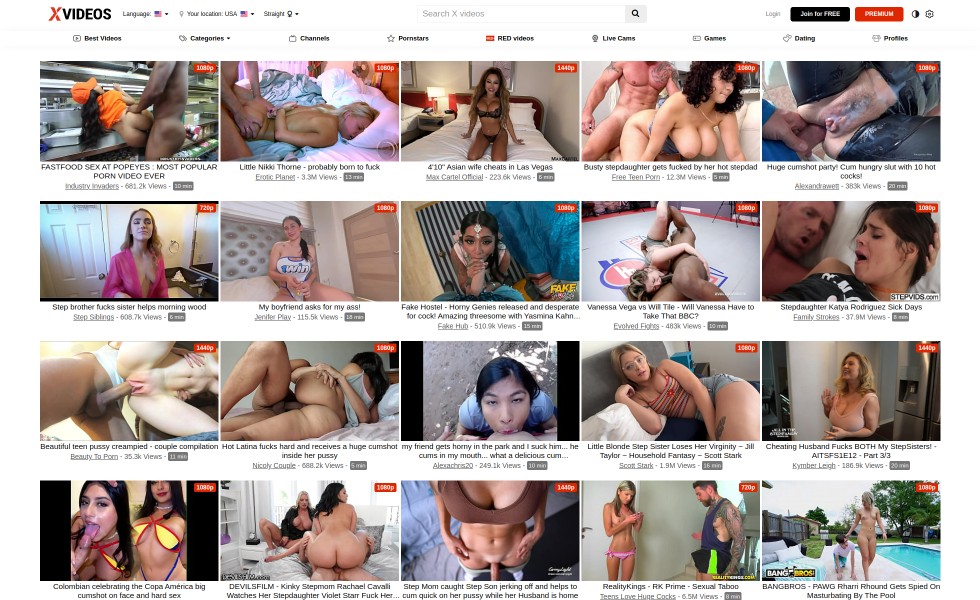 XVIDEOS
Language:
Your location: USA
Straight
Search X videos
Login
Join for FREE
PREMIUM
Best Videos
Categories
Channels
Pornstars
RED videos
Live Cams
Games
Dating
Profiles
1080p
1080p
1440p
1080p
1080p
FASTFOOD SEX AT POPEYES : MOST POPULAR
PORN VIDEO EVER
Industry Invaders - 681.2k Views - 10 min
Little Nikki Thorne - probably born to fuck
Erotic Planet - 3.3M Views - 13 min
4'10" Asian wife cheats in Las Vegas
Max Cartel Official - 223.6k Views - 6 min
Busty stepdaughter gets fucked by her hot stepdad
Free Teen Porn - 12.3M Views - 5 min
Huge cumshot party! Cum hungry slut with 10 hot
cocks!
Alexandrawett - 383k Views - 20 min
720p
1080p
1080p
1080p
1080p
win
FAKE
STEPVIDS.COM
Step brother fucks sister helps morning wood
Step Siblings - 608.7k Views - 8 min
My boyfriend asks for my ass!
Jenifer Play - 115.5k Views - 18 min
Fake Hostel - Horny Genies released and desperate
for cock! Amazing threesome with Yasmina Kahn...
Fake Hub - 510.9k Views - 15 min
Vanessa Vega vs Will Tile - Will Vanessa Have to
Take That BBC?
Evolved Fights - 483k Views - 10 min
Stepdaughter Katya Rodriguez Sick Days
Family Strokes - 37.9M Views - 8 min
1440p
1080p
1080p
1080p
1440p
Beautiful teen pussy creampied - couple compilation
Beauty To Porn - 35.3k Views - 11 min
Hot Latina fucks hard and receives a huge cumshot
inside her pussy
Nicoly Couple - 688.2k Views - 5 min
my friend gets horny in the park and I suck him... he
cums in my mouth... what a delicious cum...
Alexachris20 - 249.1k Views - 10 min
Little Blonde Step Sister Loses Her Virginity ~ Jill
Taylor ~ Household Fantasy ~ Scott Stark
Scott Stark - 1.9M Views - 16 min
Cheating Husband Fucks BOTH My StepSisters! -
AITSFS1E12 - Part 3/3
Kymber Leigh - 186.9k Views - 20 min
1080p
1080p
1440p
720p
1080p
REALITYKINGS.COM
BANG BROS
Colombian celebrating the Copa América big
cumshot on face and hard sex
DEVILSFILM - Kinky Stepmom Rachael Cavalli
Watches Her Stepdaughter Violet Starr Fuck Her...
Step Mom caught Step Son jerking off and helps to
cum quick on her pussy while her Husband is home
RealityKings - RK Prime - Sexual Taboo
Teens Love Huge Cocks - 6.5M Views - 8 min
BANGBROS - PAWG Rharri Rhound Gets Spied On
Masturbating By The Pool